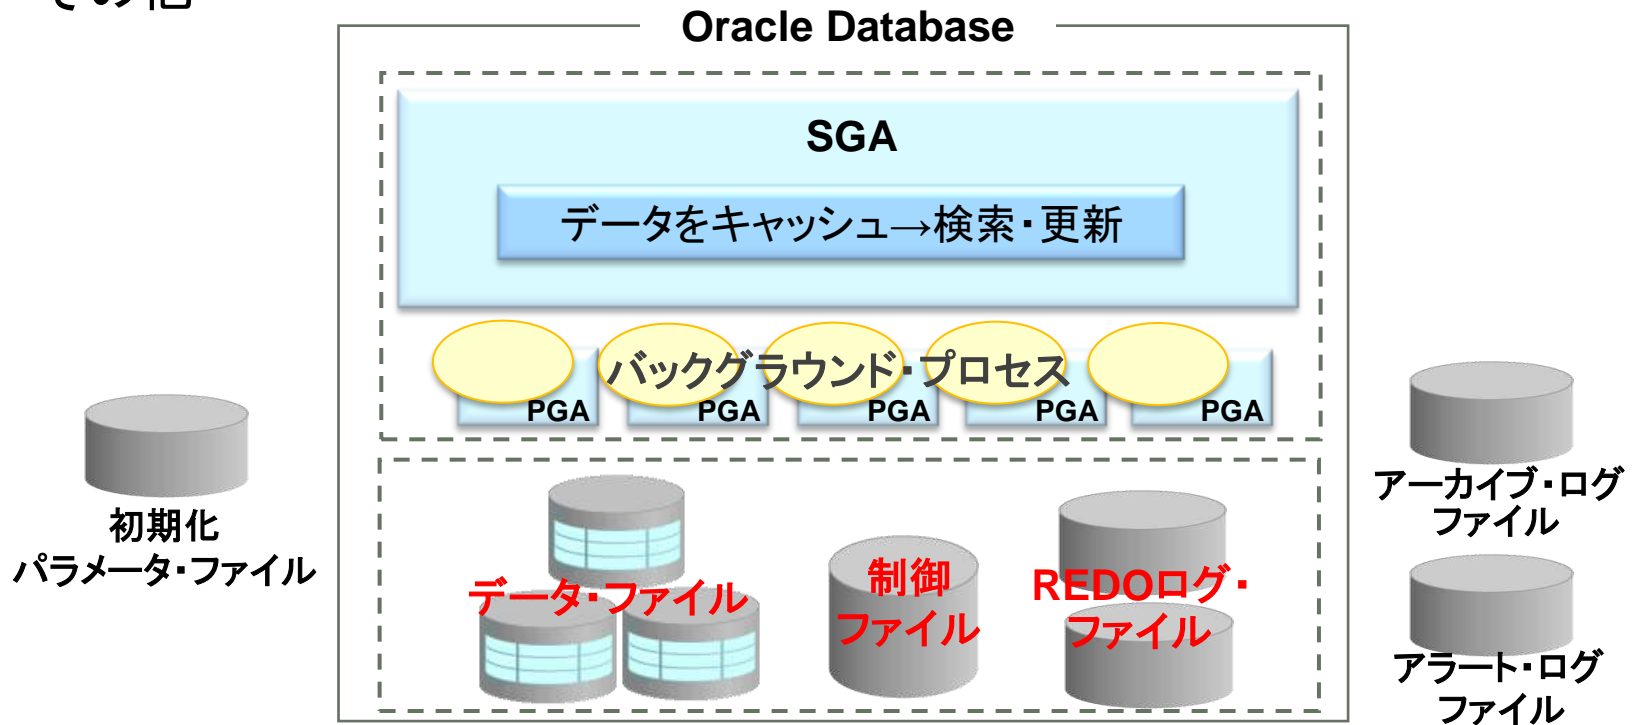 その他
Oracle Database
SGA
データをキャッシュ→検索・更新
バックグラウンド・プロセス
PGA
PGA
PGA
PGA
PGA
初期化
パラメータ・ファイル
データ・ファイル
制御
ファイル
REDOログ・
ファイル
アーカイブ・ログ
ファイル
アラート・ログ
ファイル